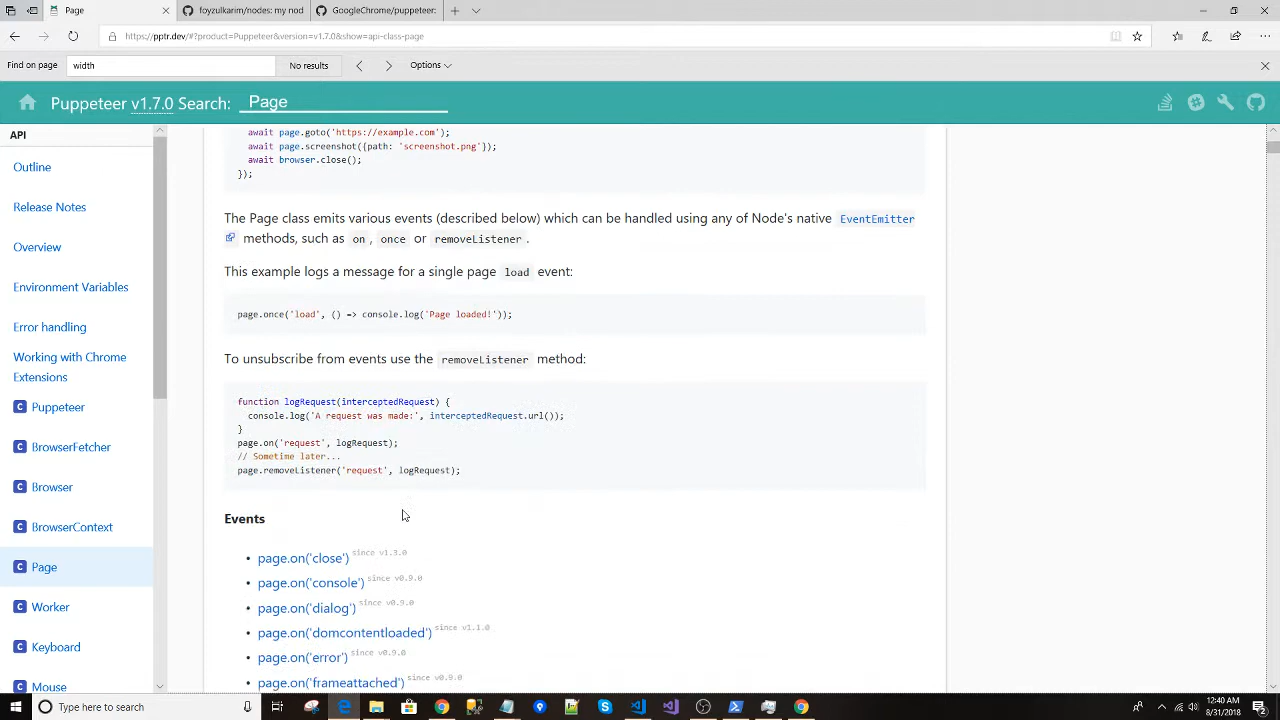 Page
foyzulkarim/nodejs: my nod
GoogleChrome/puppeteer:
https://pptr.dev/#?product=Puppeteer&version=v1.7.0&show=api-class-page
Find on page
width
No results
Options
Puppeteer v1.7.0 Search:
Page
API
Outline
Release Notes
Overview
Environment Variables
Error handling
Working with Chrome
Extensions
C Puppeteer
C BrowserFetcher
C Browser
C BrowserContext
C Page
C Worker
C Keyboard
C Mouse
await page.goto('https://example.com');
await page.screenshot({path: 'screenshot.png'});
await browser.close();
});
The Page class emits various events (described below) which can be handled using any of Node's native EventEmitter
methods, such as on, once or removeListener.
This example logs a message for a single page load event:
page.once('load', () => console.log('Page loaded!'));
To unsubscribe from events use the removeListener method:
function logRequest(interceptedRequest) {
console.log('A request was made:', interceptedRequest.url());
}
page.on('request', logRequest);
// Sometime later...
page.removeListener('request', logRequest);
Events
• page.on('close') since v1.3.0
• page.on('console') since v0.9.0
• page.on('dialog') since v0.9.0
• page.on('domcontentloaded') since v1.1.0
• page.on('error') since v0.9.0
• page.on('frameattached') since v0.9.0
Type here to search
12:40 AM
8/31/2018